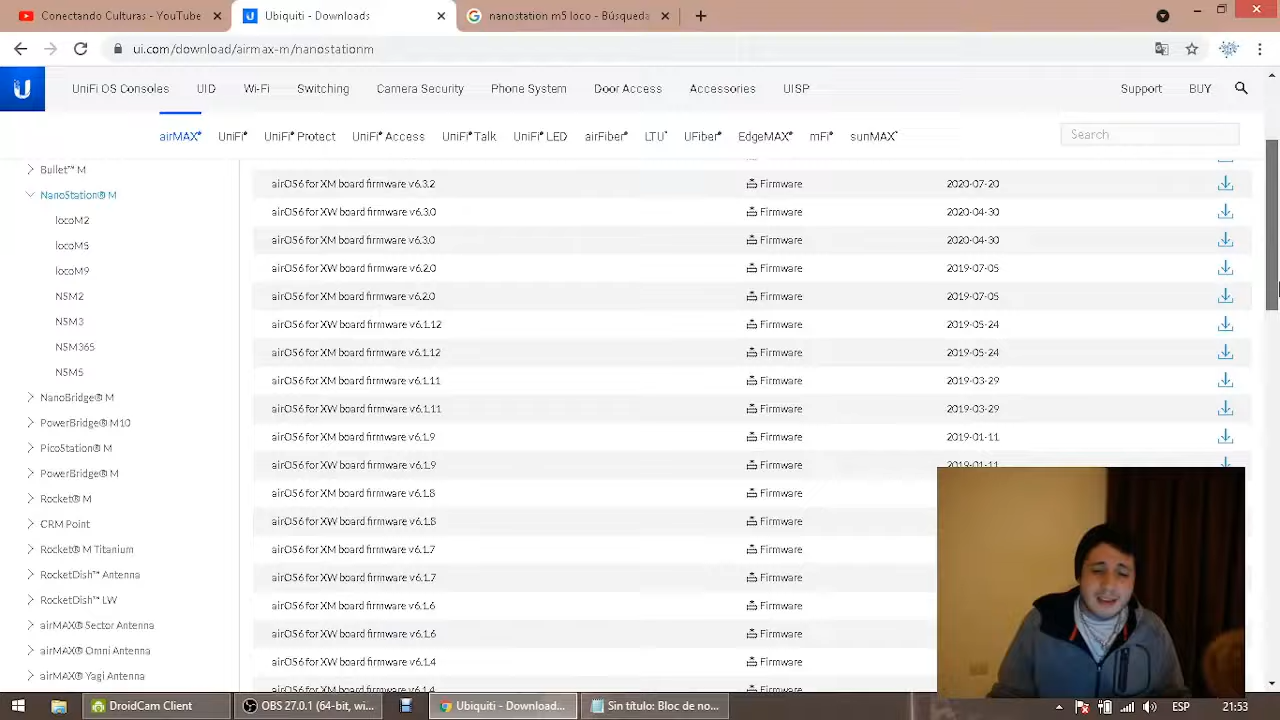 Conectado Culturas - YouTube
Ubiquiti - Downloads
nanostation m5 loco - Búsqueda
ui.com/download/airmax-m/nanostationm
UniFi OS Consoles UID Wi-Fi Switching Camera Security Phone System Door Access Accessories UISP Support BUY
airMAX UniFi UniFi Protect UniFi Access UniFi Talk UniFi LED airFiber LTU UFiber EdgeMAX mFi sunMAX Search
Bullet™ M
NanoStation® M
locoM2
locoM5
locoM9
NSM2
NSM3
NSM365
NSM5
NanoBridge® M
PowerBridge® M10
PicoStation® M
PowerBridge® M
Rocket® M
CRM Point
Rocket® M Titanium
RocketDish™ Antenna
RocketDish™ LW
airMAX® Sector Antenna
airMAX® Omni Antenna
airMAX® Yagi Antenna
airOS6 for XM board firmware v6.3.2 Firmware 2020-07-20
airOS6 for XW board firmware v6.3.0 Firmware 2020-04-30
airOS6 for XM board firmware v6.3.0 Firmware 2020-04-30
airOS6 for XW board firmware v6.2.0 Firmware 2019-07-05
airOS6 for XM board firmware v6.2.0 Firmware 2019-07-05
airOS6 for XW board firmware v6.1.12 Firmware 2019-05-24
airOS6 for XM board firmware v6.1.12 Firmware 2019-05-24
airOS6 for XM board firmware v6.1.11 Firmware 2019-03-29
airOS6 for XW board firmware v6.1.11 Firmware 2019-03-29
airOS6 for XW board firmware v6.1.9 Firmware 2019-01-11
airOS6 for XM board firmware v6.1.9 Firmware 2019-01-11
airOS6 for XM board firmware v6.1.8 Firmware
airOS6 for XW board firmware v6.1.8 Firmware
airOS6 for XM board firmware v6.1.7 Firmware
airOS6 for XW board firmware v6.1.7 Firmware
airOS6 for XM board firmware v6.1.6 Firmware
airOS6 for XW board firmware v6.1.6 Firmware
airOS6 for XW board firmware v6.1.4 Firmware
DroidCam Client
OBS 27.0.1 (64-bit, wi...
Ubiquiti - Download...
Sin título: Bloc de no...
ESP 21:53